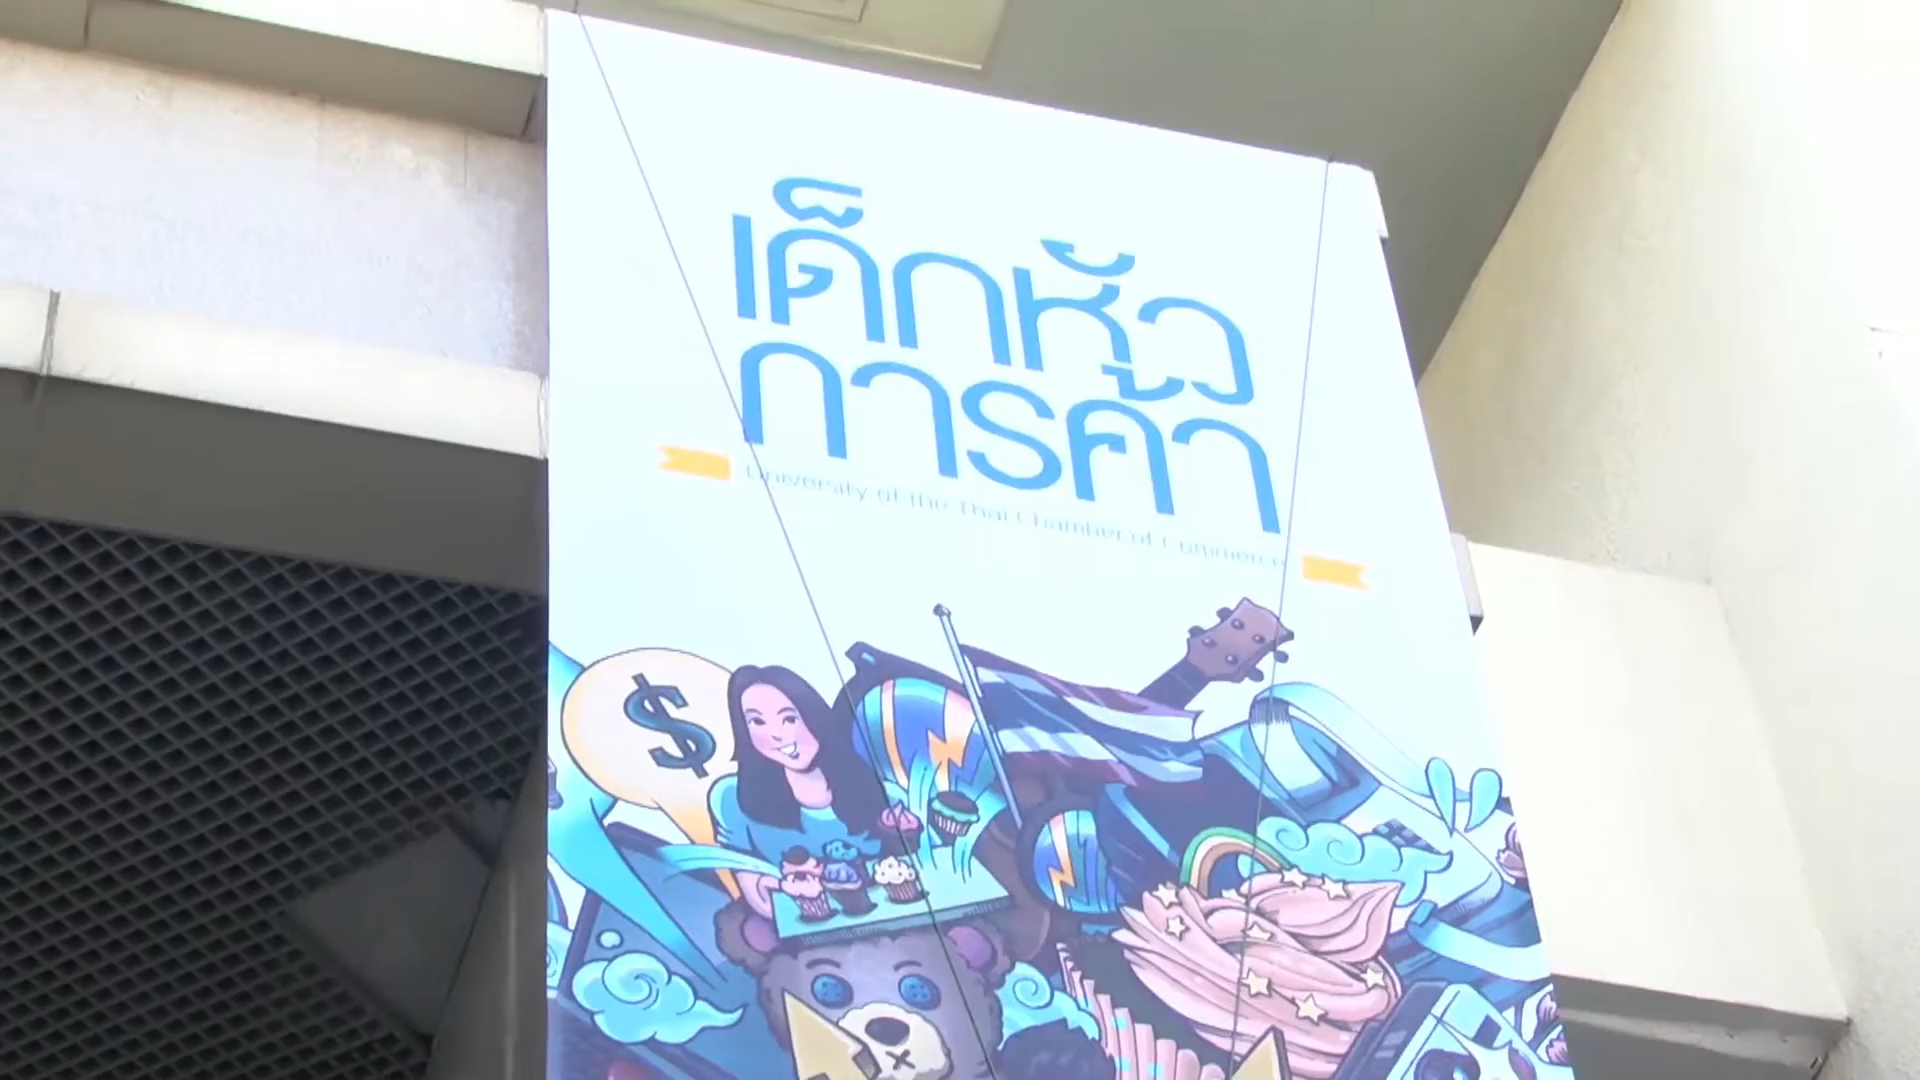 เด็กหัว
การค้า
University of the Thai Chamber of Commerce
$